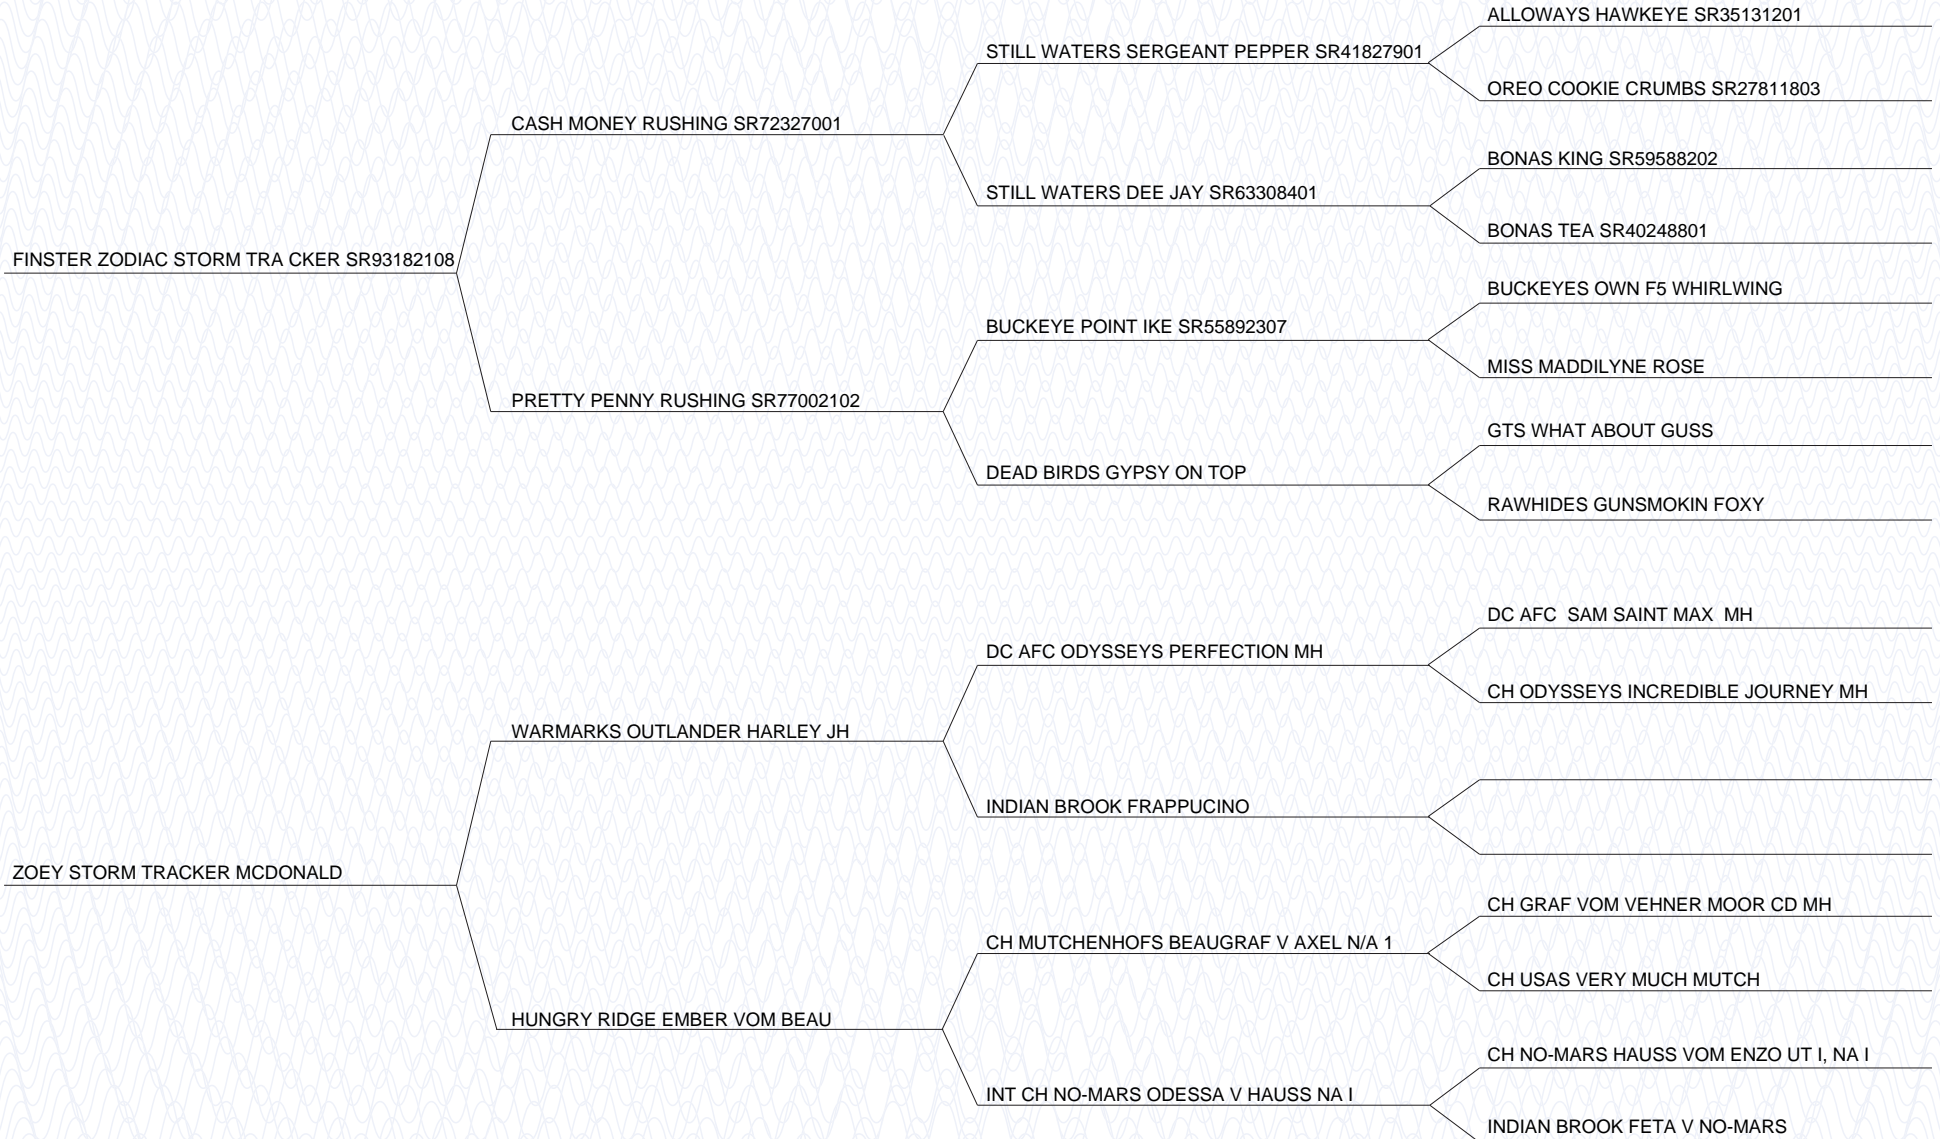 ALLOWAYS HAWKEYE SR35131201
STILL WATERS SERGEANT PEPPER SR41827901
OREO COOKIE CRUMBS SR27811803
CASH MONEY RUSHING SR72327001
BONAS KING SR59588202
STILL WATERS DEE JAY SR63308401
BONAS TEA SR40248801
FINSTER ZODIAC STORM TRA CKER SR93182108
BUCKEYES OWN F5 WHIRLWING
BUCKEYE POINT IKE SR55892307
MISS MADDILYNE ROSE
PRETTY PENNY RUSHING SR77002102
GTS WHAT ABOUT GUSS
DEAD BIRDS GYPSY ON TOP
RAWHIDES GUNSMOKIN FOXY
DC AFC  SAM SAINT MAX  MH
DC AFC ODYSSEYS PERFECTION MH
CH ODYSSEYS INCREDIBLE JOURNEY MH
WARMARKS OUTLANDER HARLEY JH
INDIAN BROOK FRAPPUCINO
ZOEY STORM TRACKER MCDONALD
CH GRAF VOM VEHNER MOOR CD MH
CH MUTCHENHOFS BEAUGRAF V AXEL N/A 1
CH USAS VERY MUCH MUTCH
HUNGRY RIDGE EMBER VOM BEAU
CH NO-MARS HAUSS VOM ENZO UT I, NA I
INT CH NO-MARS ODESSA V HAUSS NA I
INDIAN BROOK FETA V NO-MARS